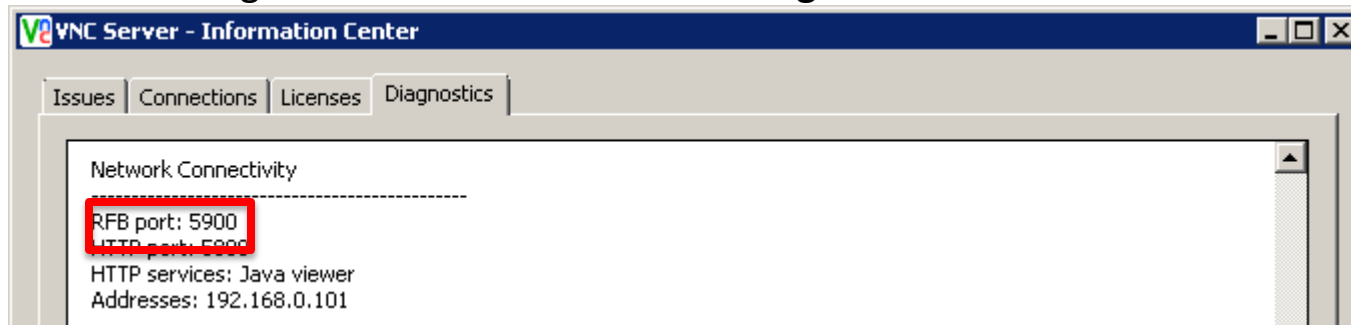 VNC Server - Information Center
Issues Connections Licenses Diagnostics
Network Connectivity
-----------------------------------------------
RFB port: 5900
HTTP port: 5800
HTTP services: Java viewer
Addresses: 192.168.0.101